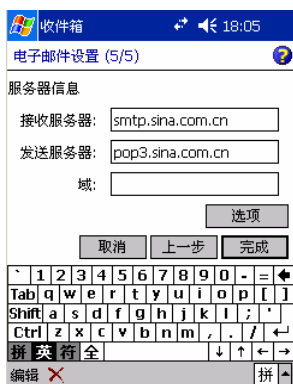 收件箱 18:05
电子邮件设置 (5/5)
服务器信息
接收服务器: smtp.sina.com.cn
发送服务器: pop3.sina.com.cn
域:
选项
取消 上一步 完成
` 1 2 3 4 5 6 7 8 9 0 - =
Tab q w e r t y u i o p [ ]
Shift a s d f g h j k l ; '
Ctrl z x c v b n m , . /
拼 英 符 全
编辑 拼